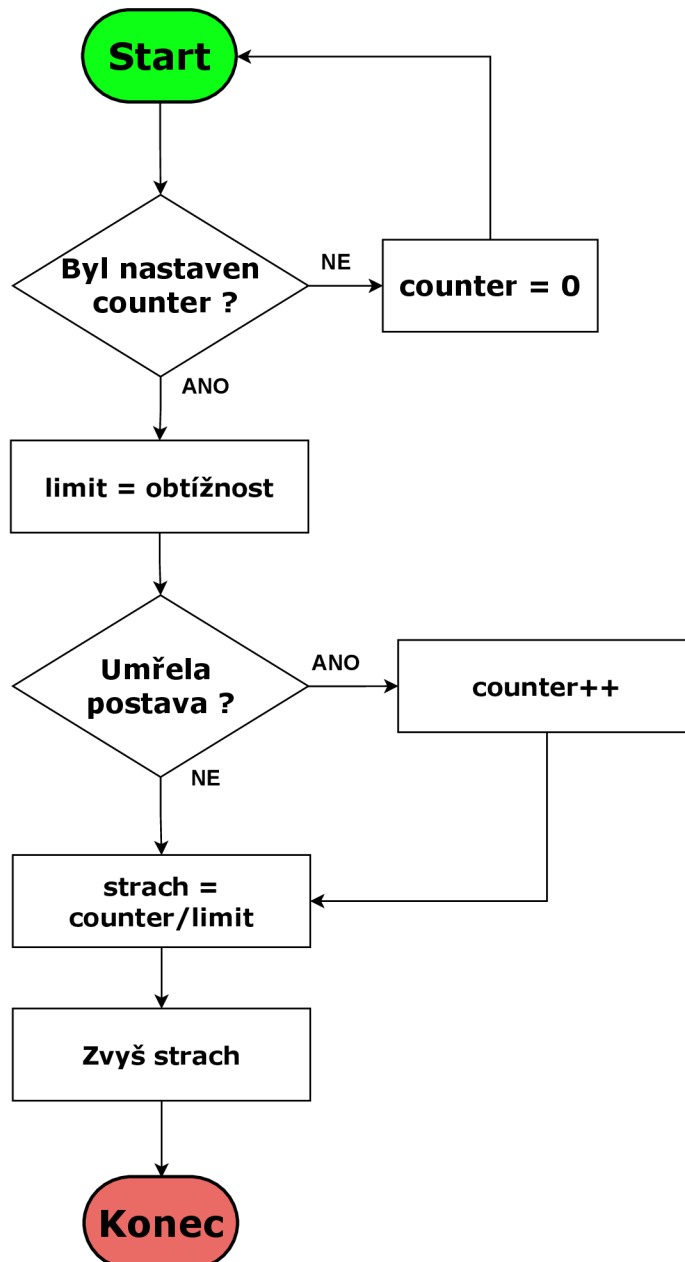 Start
Byl nastaven
counter ?
NE
counter = 0
ANO
limit = obtížnost
Umřela
postava ?
ANO
counter++
NE
strach =
counter/limit
Zvyš strach
Konec